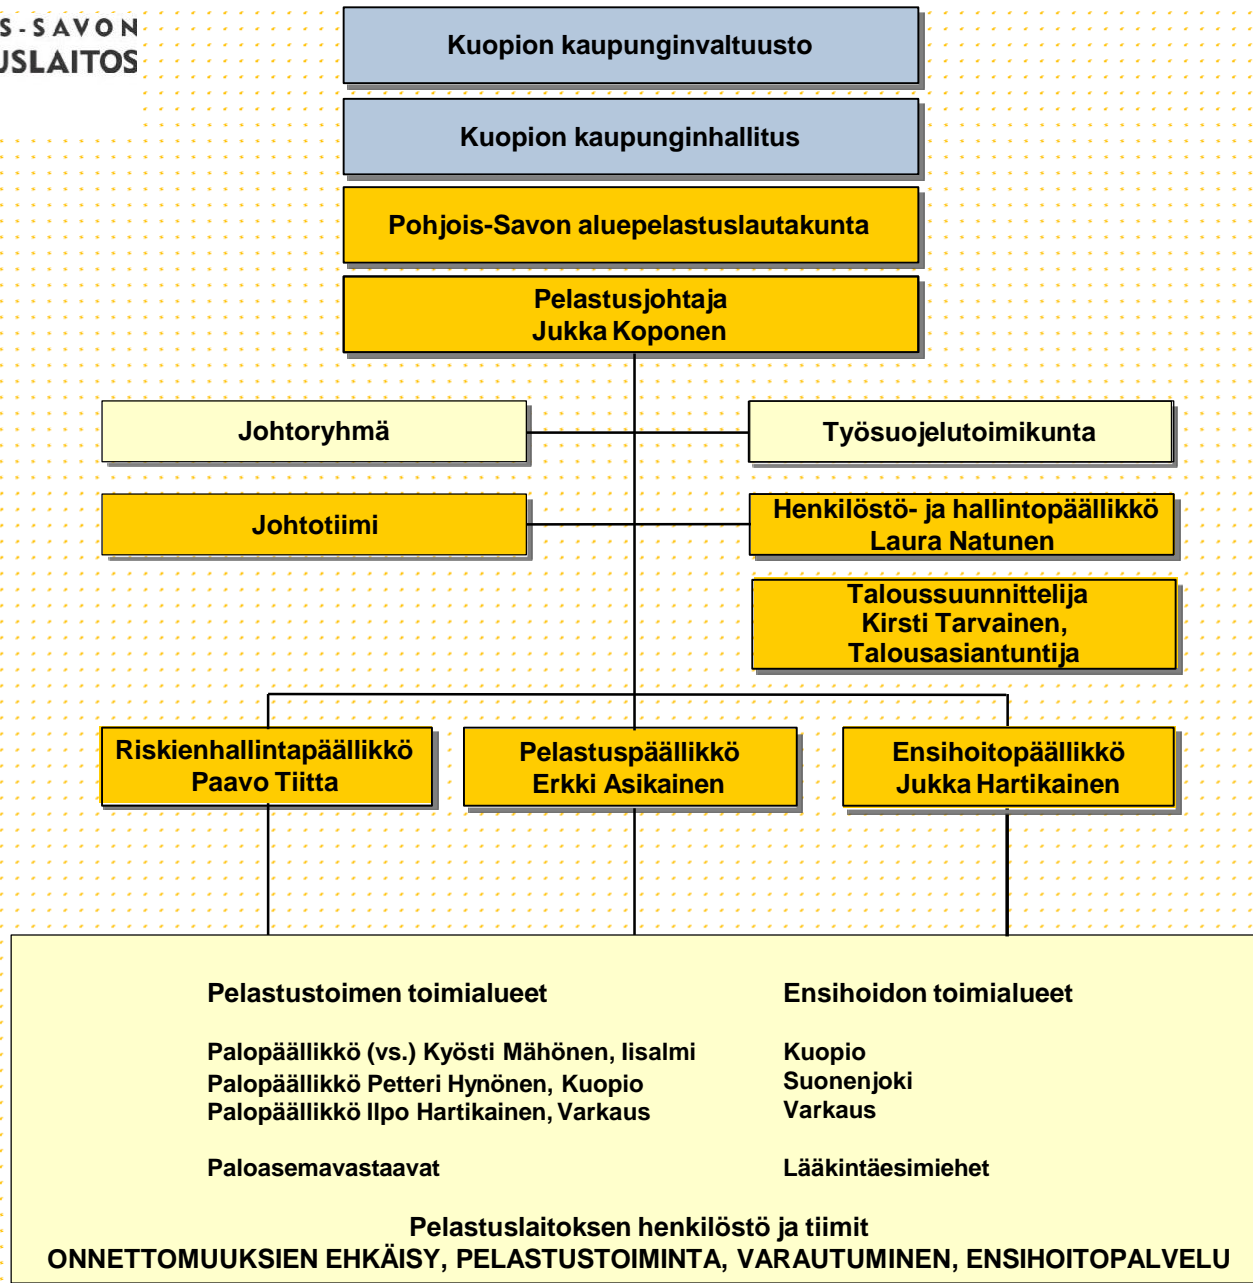 S-SAVON
USLAITOS
Kuopion kaupunginvaltuusto
Kuopion kaupunginhallitus
Pohjois-Savon aluepelastuslautakunta
Pelastusjohtaja
Jukka Koponen
Johtoryhmä
Työsuojelutoimikunta
Johtotiimi
Henkilöstö- ja hallintopäällikkö
Laura Natunen
Taloussuunnittelija
Kirsti Tarvainen,
Talousasiantuntija
Riskienhallintapäällikkö
Paavo Tiitta
Pelastuspäällikkö
Erkki Asikainen
Ensihoitopäällikkö
Jukka Hartikainen
Pelastustoimen toimialueet
Palopäällikkö (vs.) Kyösti Mähönen, Iisalmi
Palopäällikkö Petteri Hynönen, Kuopio
Palopäällikkö Ilpo Hartikainen, Varkaus
Paloasemavastaavat
Ensihoidon toimialueet
Kuopio
Suonenjoki
Varkaus
Lääkintäesimiehet
Pelastuslaitoksen henkilöstö ja tiimit
ONNETTOMUUKSIEN EHKÄISY, PELASTUSTOIMINTA, VARAUTUMINEN, ENSIHOITOPALVELU